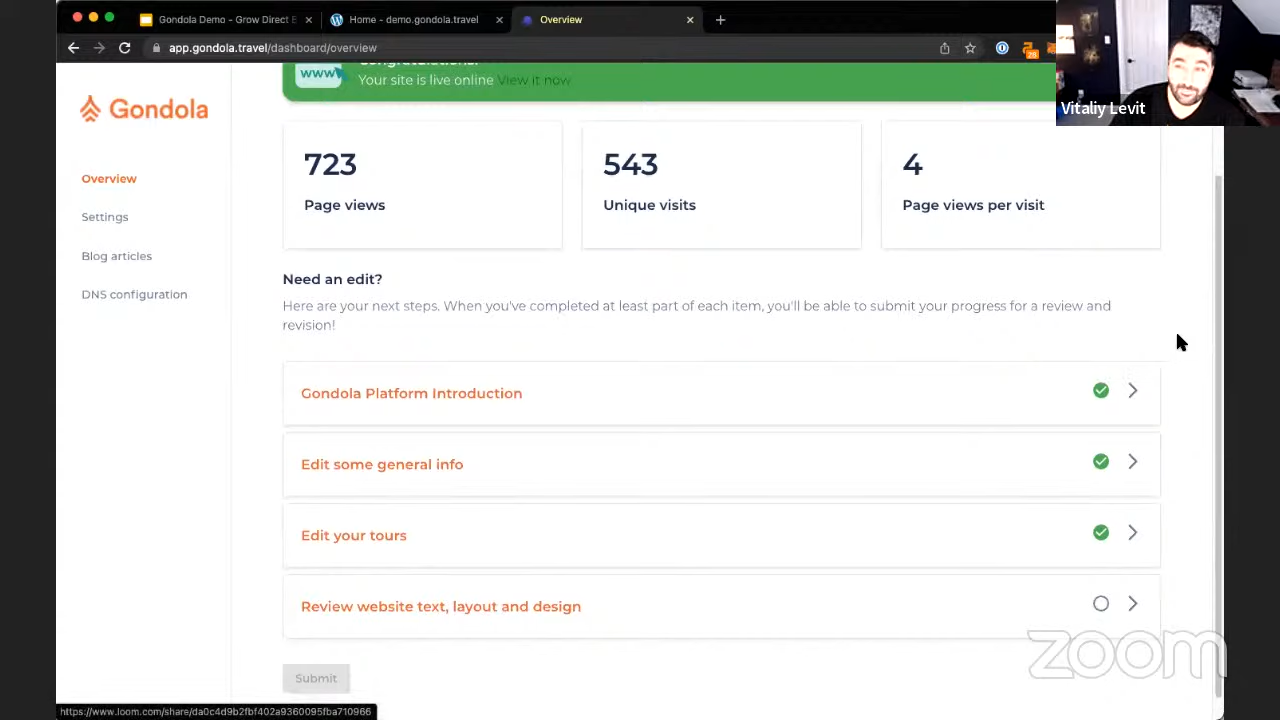 Gondola Demo - Grow Direct B
Home - demo.gondola.travel
Overview
app.gondola.travel/dashboard/overview
28
Vitaliy Levit
Congratulations!
www
Your site is live online View it now
Gondola
Overview
Settings
Blog articles
DNS configuration
723
Page views
543
Unique visits
4
Page views per visit
Need an edit?
Here are your next steps. When you've completed at least part of each item, you'll be able to submit your progress for a review and
revision!
Gondola Platform Introduction
Edit some general info
Edit your tours
Review website text, layout and design
Submit
zoom
https://www.loom.com/share/da0c4d9b2fbf402a9360095fba710966